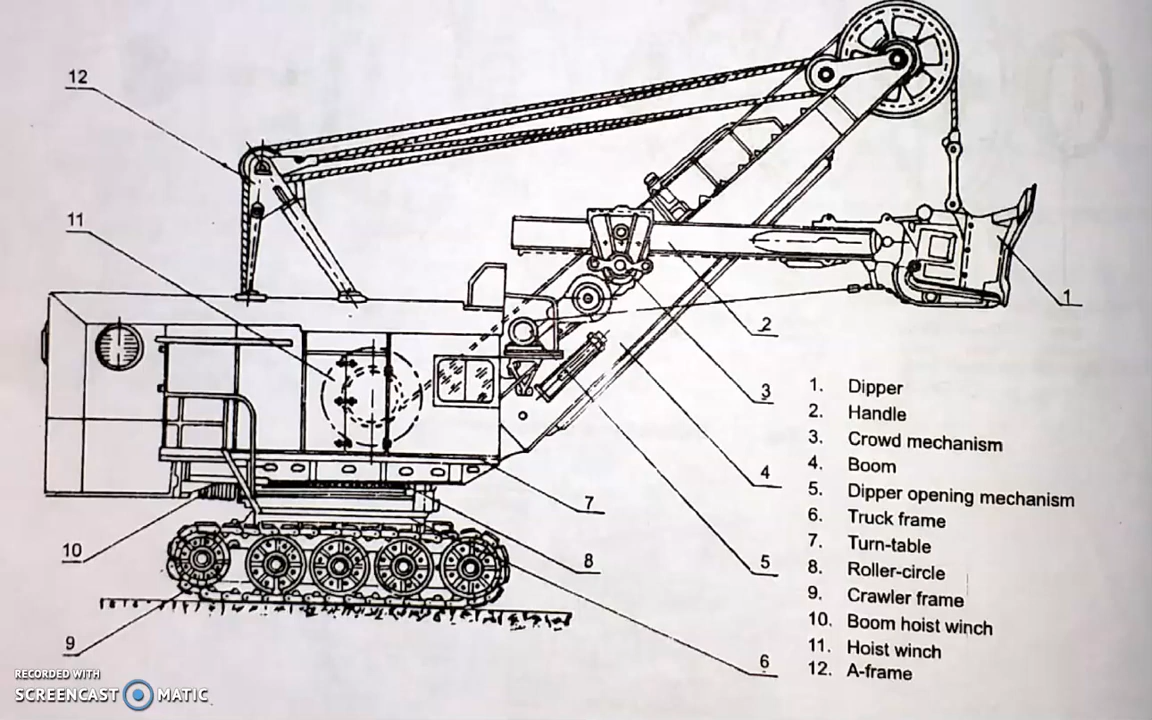 12
11
1
2
3
4
7
5
10
8
9
6
1. Dipper
2. Handle
3. Crowd mechanism
4. Boom
5. Dipper opening mechanism
6. Truck frame
7. Turn-table
8. Roller-circle
9. Crawler frame
10. Boom hoist winch
11. Hoist winch
12. A-frame
RECORDED WITH
SCREENCAST MATIC